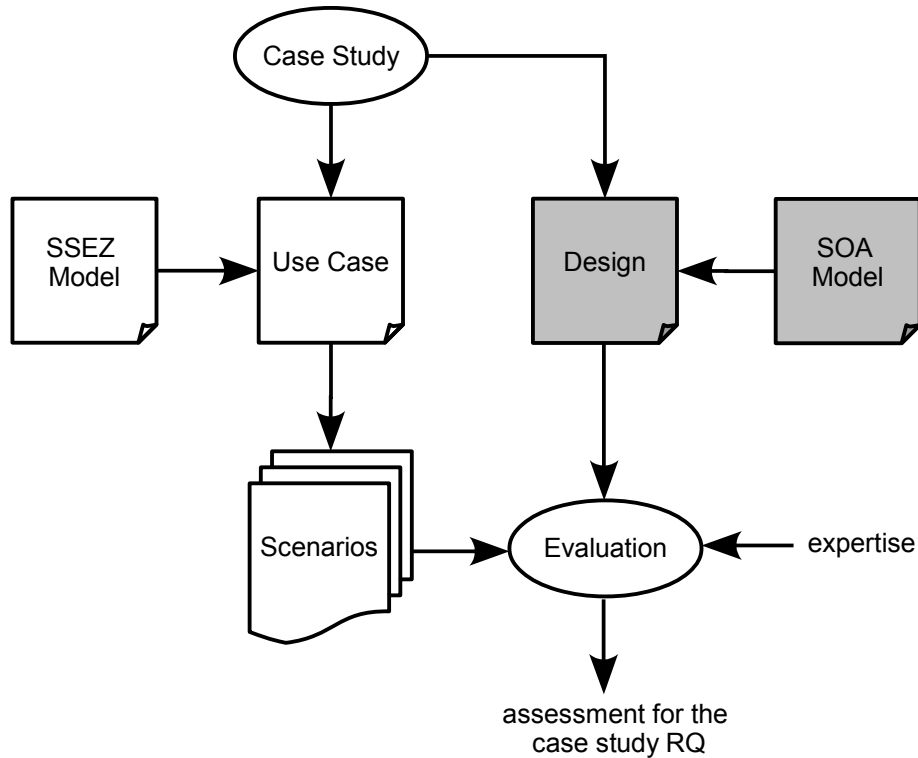 Case Study
SSEZ
Model
Use Case
Design
SOA
Model
Scenarios
Evaluation
expertise
assessment for the
case study RQ